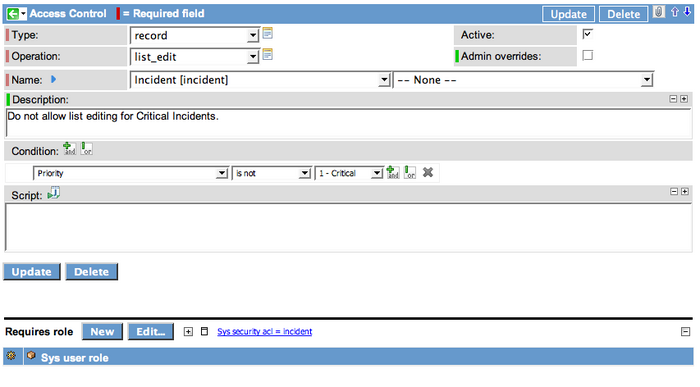 Access Control = Required field Update Delete
Type: record Active:
Operation: list_edit Admin overrides:
Name: Incident [incident] -- None --
Description:
Do not allow list editing for Critical Incidents.
Condition: and or
Priority is not 1 - Critical and or
Script:
Update Delete
Requires role New Edit... Sys security acl = incident
Sys user role